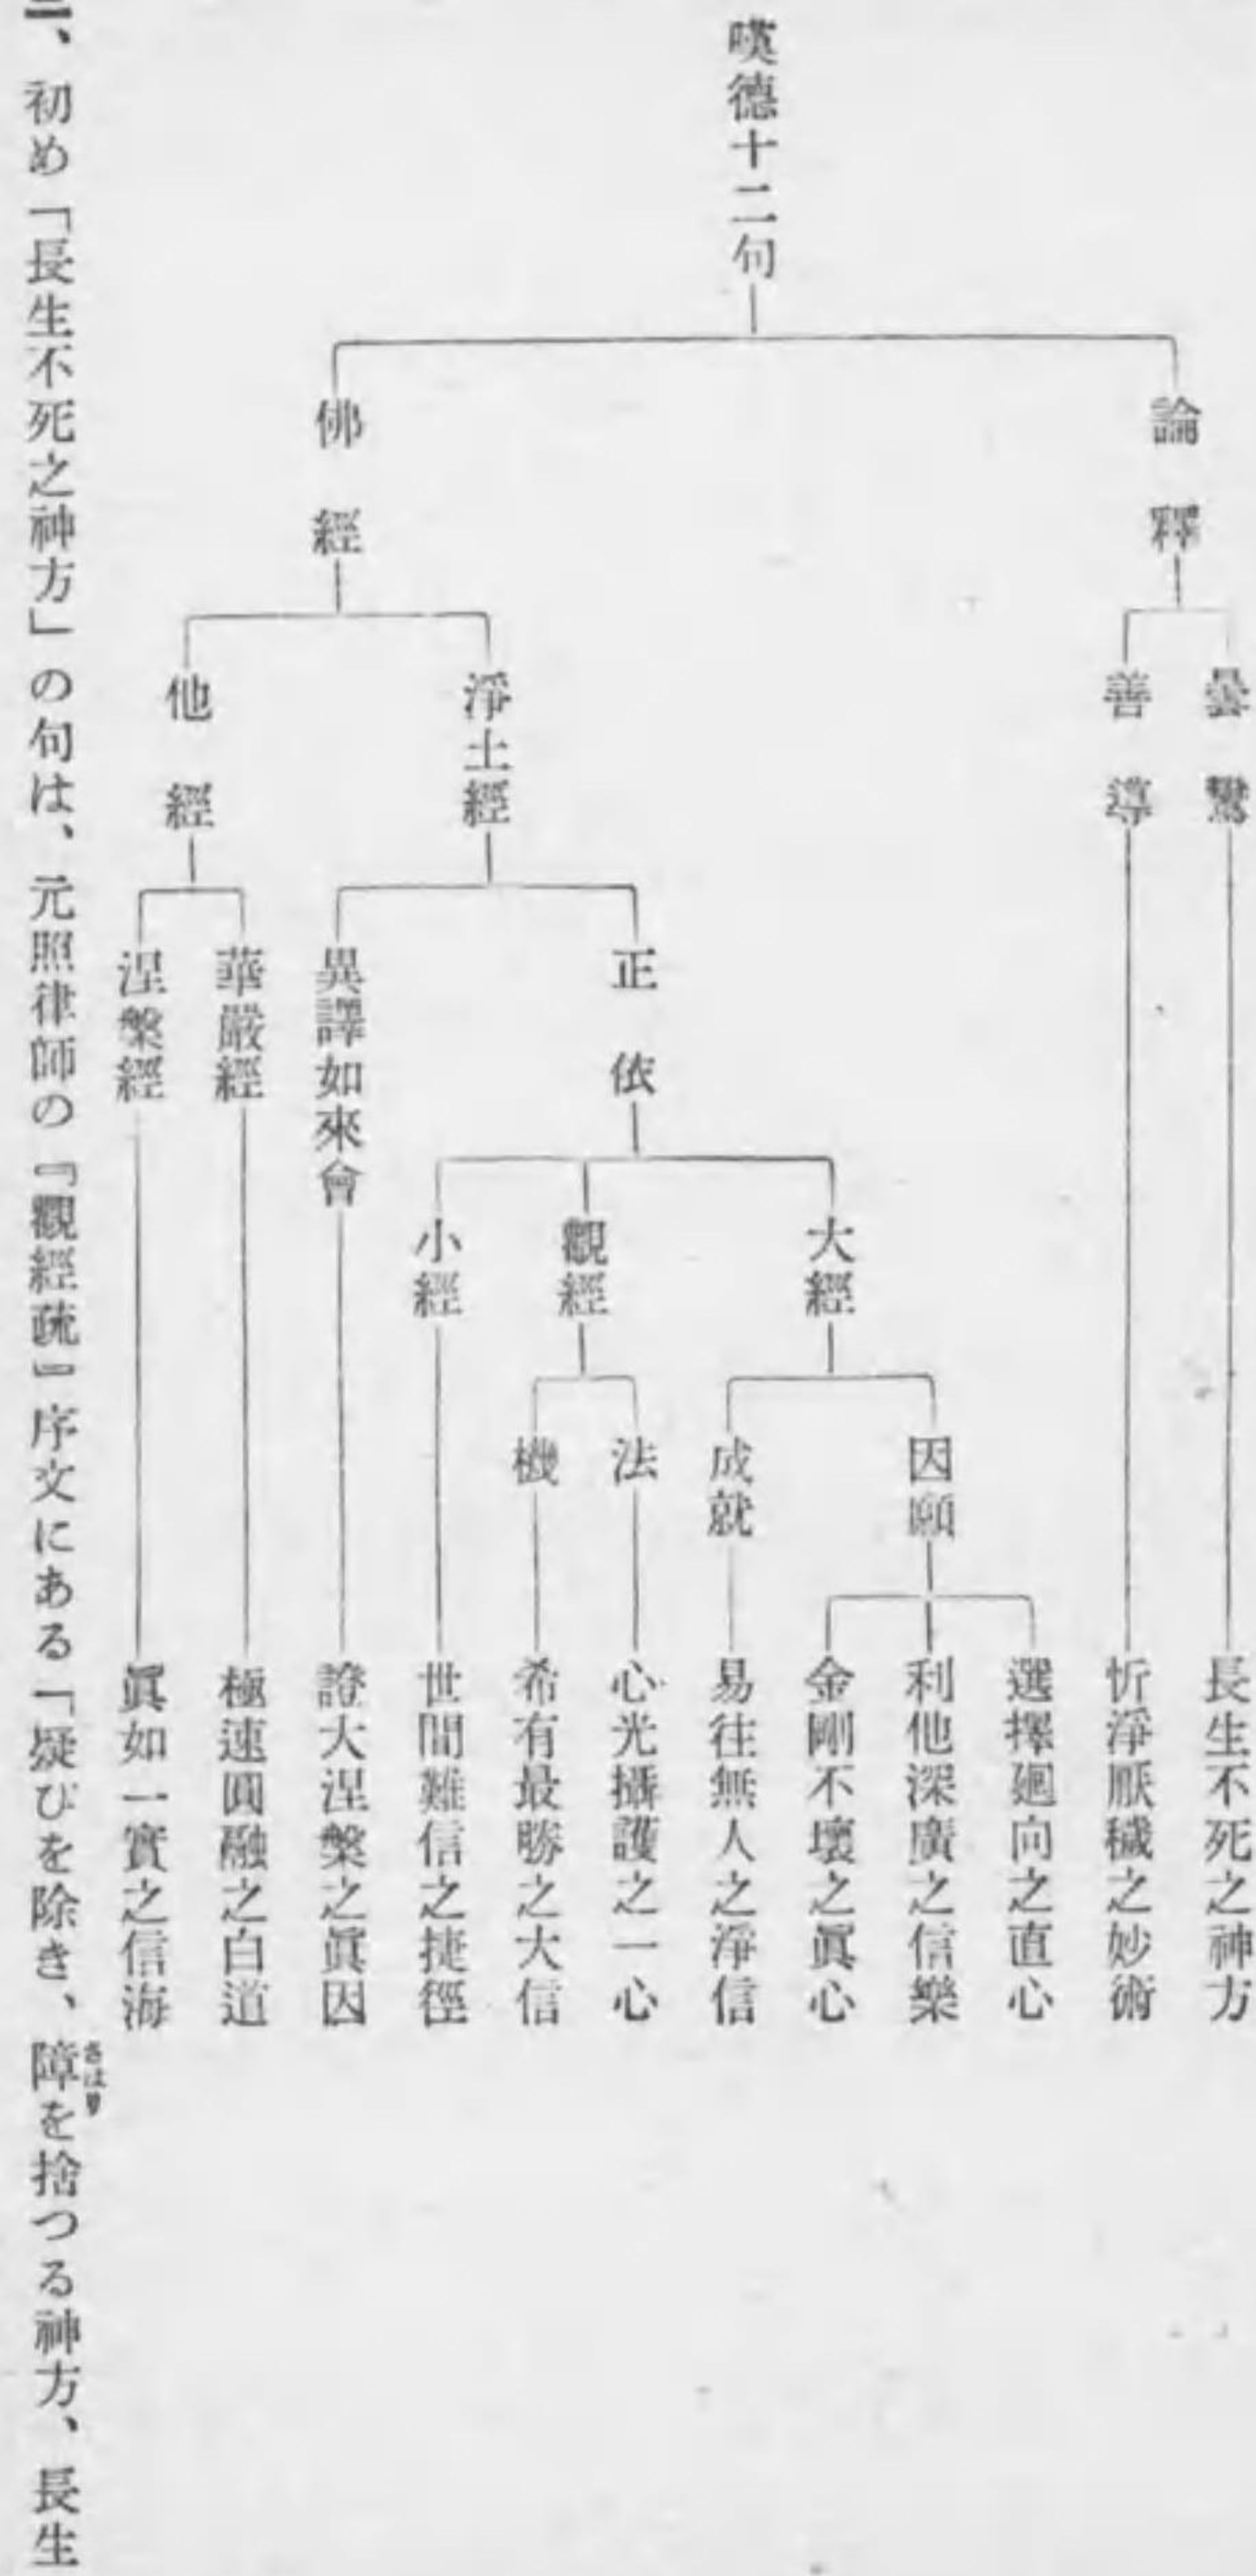 嘆德十二句
論釋
曇鸞
長生不死之神方
善導
忻淨厭穢之妙術
佛經
淨土經
正依
大經
因願
選擇廻向之直心
利他深廣之信樂
金剛不壞之眞心
成就
易往無人之淨信
觀經
法
心光攝護之一心
機
希有最勝之大信
小經
世間難信之捷徑
異譯如來會
證大涅槃之眞因
他經
華嚴經
極速圓融之白道
涅槃經
眞如一實之信海
二、初め「長生不死之神方」の句は、元照律師の『觀經疏』序文にある「疑ひを除き、障を捨つる神方、長生
さはり